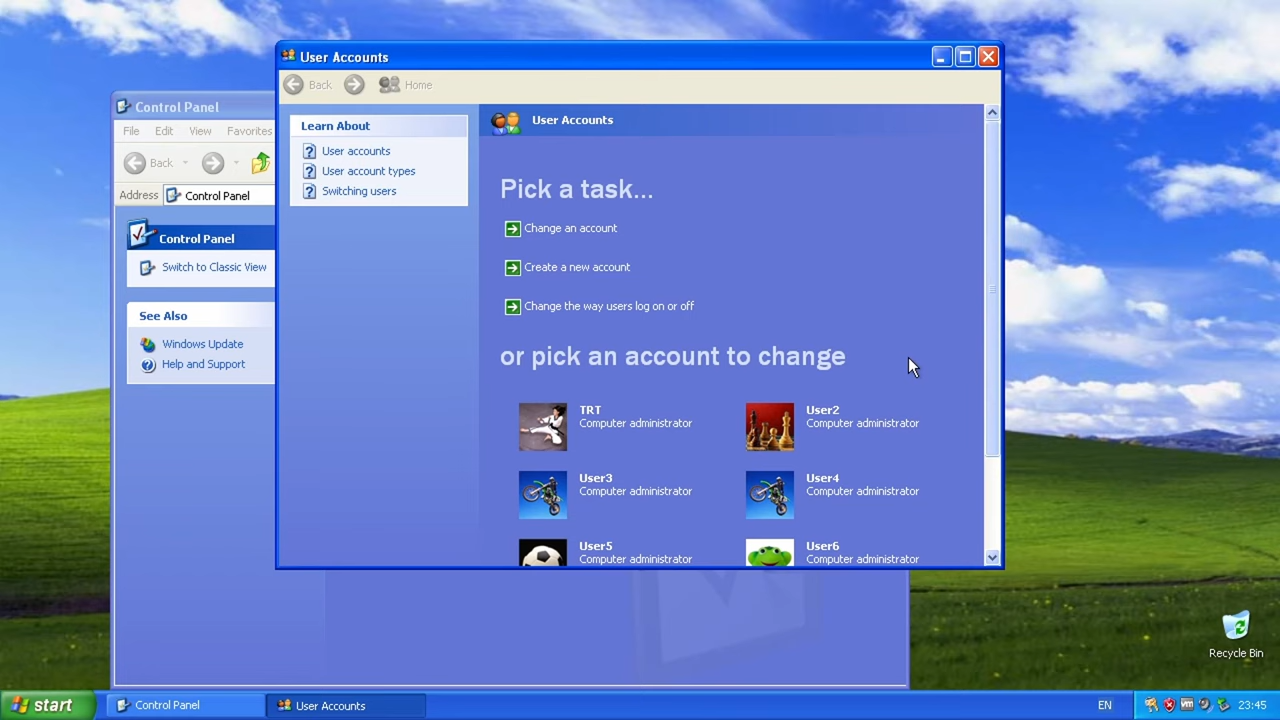 User Accounts
Back
Home
Control Panel
File Edit View Favorites
Back
Address Control Panel
Control Panel
Switch to Classic View
See Also
Windows Update
Help and Support
Learn About
User accounts
User account types
Switching users
User Accounts
Pick a task...
Change an account
Create a new account
Change the way users log on or off
or pick an account to change
TRT
Computer administrator
User2
Computer administrator
User3
Computer administrator
User4
Computer administrator
User5
Computer administrator
User6
Computer administrator
Recycle Bin
start Control Panel User Accounts EN vm 23:45